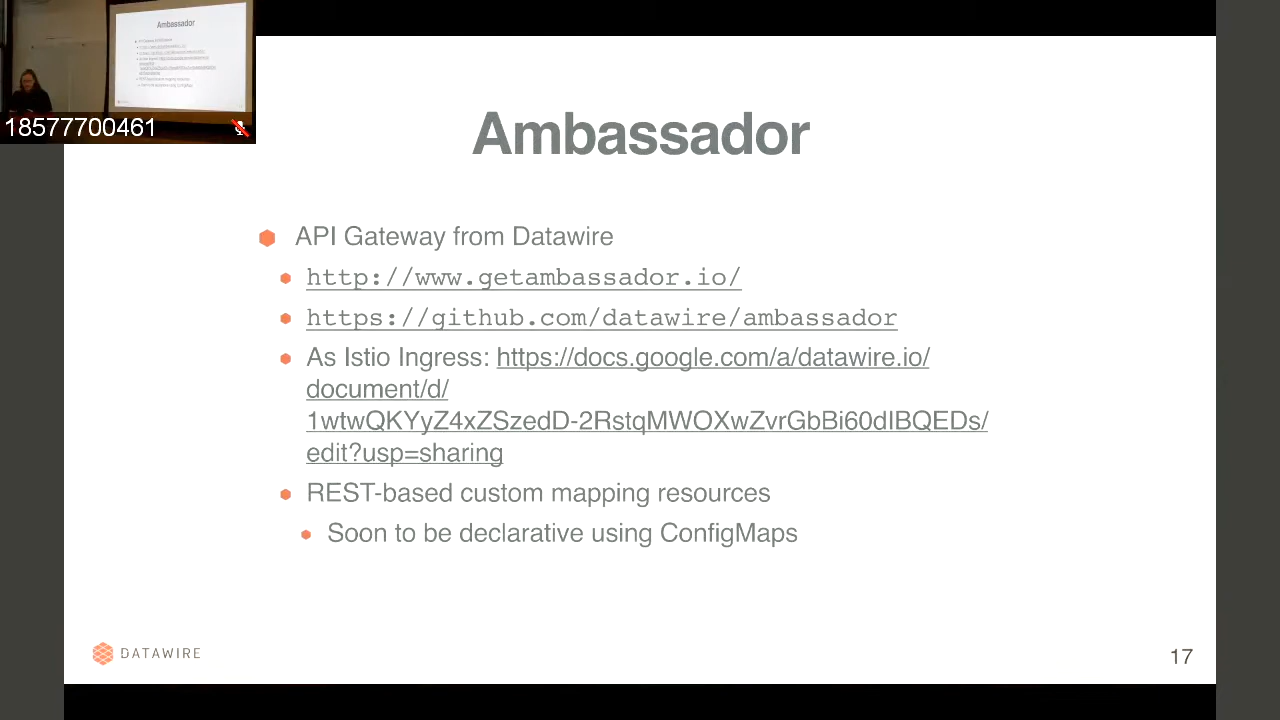 Ambassador
18577700461
Ambassador
API Gateway from Datawire
http://www.getambassador.io/
https://github.com/datawire/ambassador
As Istio Ingress: https://docs.google.com/a/datawire.io/
document/d/
1wtwQKYyZ4xZSzedD-2RstqMWOXwZvrGbBi60dIBQEDs/
edit?usp=sharing
REST-based custom mapping resources
Soon to be declarative using ConfigMaps
DATAWIRE
17